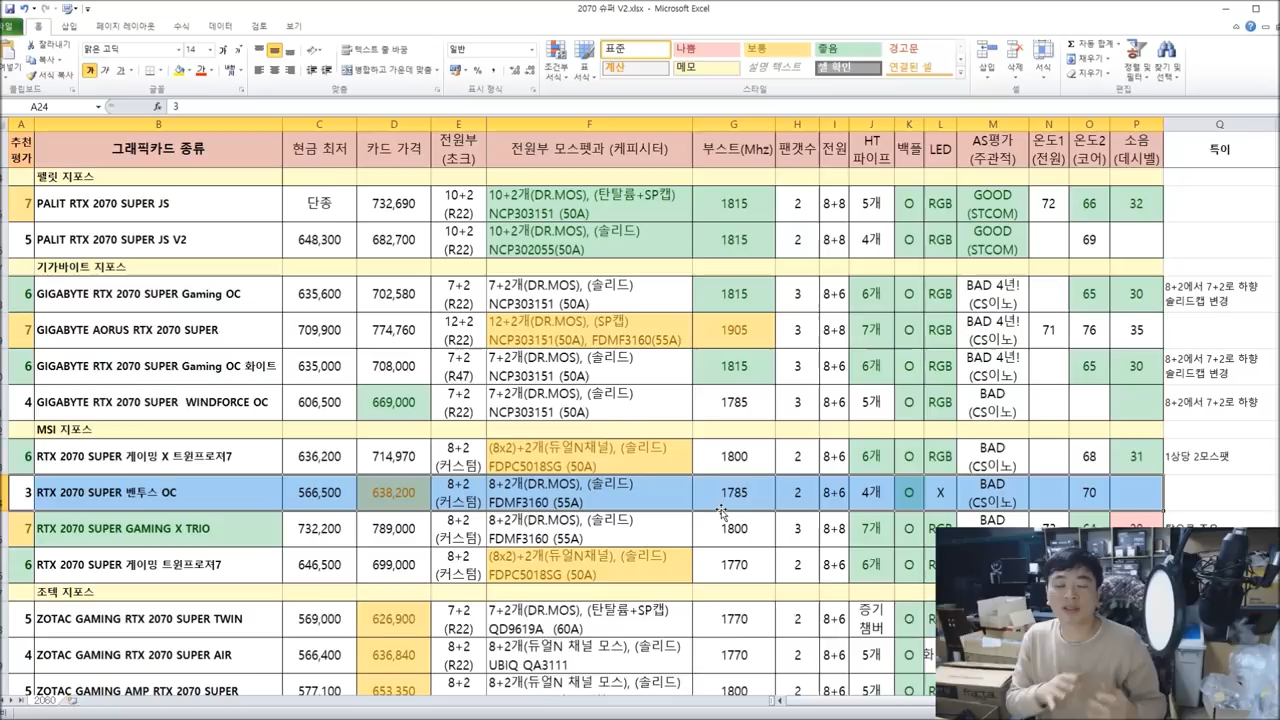 2070 슈퍼 V2.xlsx - Microsoft Excel
파일 홈 삽입 페이지 레이아웃 수식 데이터 검토 보기
잘라내기
복사
서식 복사
클립보드
맑은 고딕 14
가 가 가
글꼴
텍스트 줄 바꿈
병합하고 가운데 맞춤
맞춤
일반
표시 형식
조건부 서식
표 서식
표준 나쁨 보통 좋음 경고문
계산 메모 설명 텍스트 셀 확인 연결된 셀
스타일
삽입 삭제 서식
셀
자동 합계
채우기
지우기
정렬 및 필터
찾기 및 선택
편집
A24 fx 3
A B C D E F G H I J K L M N O P Q
추천 평가 그래픽카드 종류 현금 최저 카드 가격 전원부 (쵸크) 전원부 모스펫과 (케피시터) 부스트(Mhz) 팬갯수 전원 HT 파이프 백플 LED AS평가 (주관적) 온도1 (전원) 온도2 (코어) 소음 (데시벨) 특이
팰릿 지포스
7 PALIT RTX 2070 SUPER JS 단종 732,690 10+2 (R22) 10+2개(DR.MOS), (탄탈륨+SP캡) NCP303151 (50A) 1815 2 8+8 5개 O RGB GOOD (STCOM) 72 66 32
5 PALIT RTX 2070 SUPER JS V2 648,300 682,700 10+2 (R22) 10+2개(DR.MOS), (솔리드) NCP302055(50A) 1815 2 8+8 4개 O RGB GOOD (STCOM) 69
기가바이트 지포스
6 GIGABYTE RTX 2070 SUPER Gaming OC 635,600 702,580 7+2 (R22) 7+2개(DR.MOS), (솔리드) NCP303151 (50A) 1815 3 8+6 6개 O RGB BAD 4년! (CS이노) 65 30 8+2에서 7+2로 하향 솔리드캡 변경
7 GIGABYTE AORUS RTX 2070 SUPER 709,900 774,760 12+2 (R22) 12+2개(DR.MOS), (SP캡) NCP303151(50A), FDMF3160(55A) 1905 3 8+8 7개 O RGB BAD 4년! (CS이노) 71 76 35
6 GIGABYTE RTX 2070 SUPER Gaming OC 화이트 635,000 708,000 7+2 (R47) 7+2개(DR.MOS), (솔리드) NCP303151 (50A) 1815 3 8+6 6개 O RGB BAD 4년! (CS이노) 65 30 8+2에서 7+2로 하향 솔리드캡 변경
4 GIGABYTE RTX 2070 SUPER WINDFORCE OC 606,500 669,000 7+2 (R22) 7+2개(DR.MOS), (솔리드) NCP303151 (50A) 1785 3 8+6 5개 O RGB BAD (CS이노) 8+2에서 7+2로 하향
MSI 지포스
6 RTX 2070 SUPER 게이밍 X 트윈프로져7 636,200 714,970 8+2 (커스텀) (8x2)+2개(듀얼N채널), (솔리드) FDPC5018SG (50A) 1800 2 8+6 6개 O RGB BAD (CS이노) 68 31 1상당 2모스팻
3 RTX 2070 SUPER 벤투스 OC 566,500 638,200 8+2 (커스텀) 8+2개(DR.MOS), (솔리드) FDMF3160 (55A) 1785 2 8+6 4개 O X BAD (CS이노) 70
7 RTX 2070 SUPER GAMING X TRIO 732,200 789,000 8+2 (커스텀) 8+2개(DR.MOS), (솔리드) FDMF3160 (55A) 1800 3 8+8 7개 O BAD
6 RTX 2070 SUPER 게이밍 트윈프로져7 646,500 699,000 8+2 (커스텀) (8x2)+2개(듀얼N채널), (솔리드) FDPC5018SG (50A) 1770 2 8+6 6개 O
조텍 지포스
5 ZOTAC GAMING RTX 2070 SUPER TWIN 569,000 626,900 7+2 (R22) 7+2개(DR.MOS), (탄탈륨+SP캡) QD9619A (60A) 1770 2 8+6 증기 챔버 O
4 ZOTAC GAMING RTX 2070 SUPER AIR 566,400 636,840 8+2 (R22) 8+2개(듀얼N 채널 모스), (솔리드) UBIQ QA3111 1770 2 8+6 5개 O
5 ZOTAC GAMING AMP RTX 2070 SUPER 577,100 653,350 8+2 8+2개(듀얼N 채널 모스), (솔리드) 1800 2 8+6 5개 O
2060